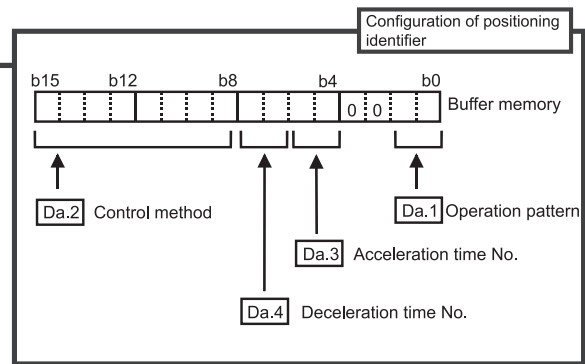 Configuration of positioning
identifier
b15 b12 b8 b4 b0
0 0 Buffer memory
Da.2 Control method
Da.1 Operation pattern
Da.3 Acceleration time No.
Da.4 Deceleration time No.